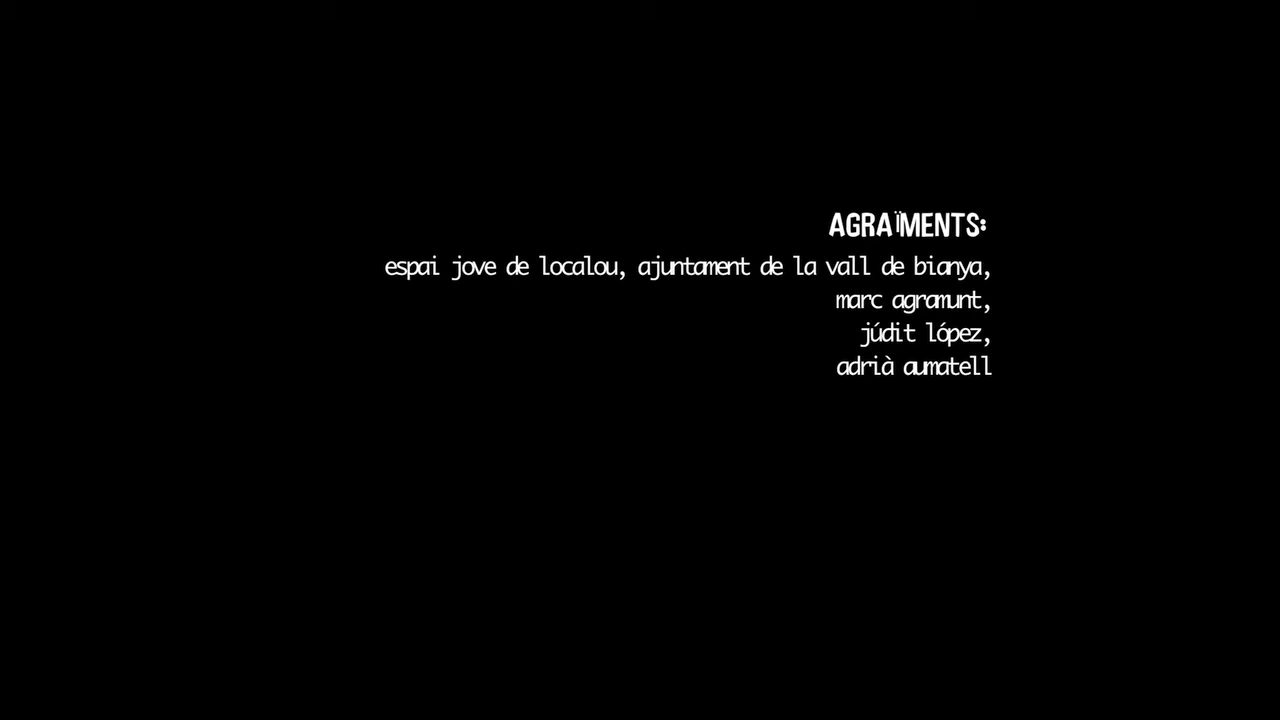 AGRAÏMENTS:
espai jove de localou, ajuntament de la vall de bianya,
marc agramunt,
júdit lópez,
adrià aumatell